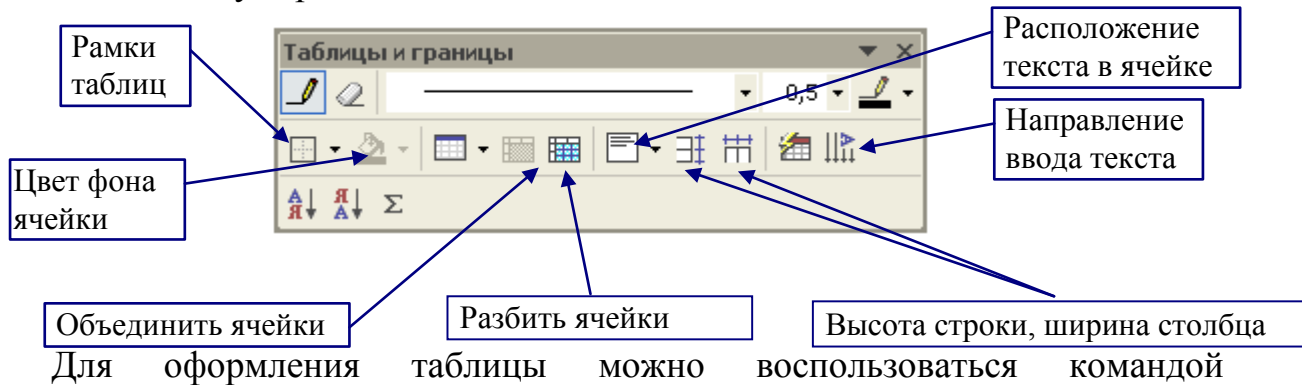 Рамки
таблиц
Таблицы и границы
Расположение
текста в ячейке
0,5
Направление
ввода текста
Цвет фона
ячейки
А
Я
Я
А
Σ
Объединить ячейки
Разбить ячейки
Высота строки, ширина столбца
Для оформления таблицы можно воспользоваться командой